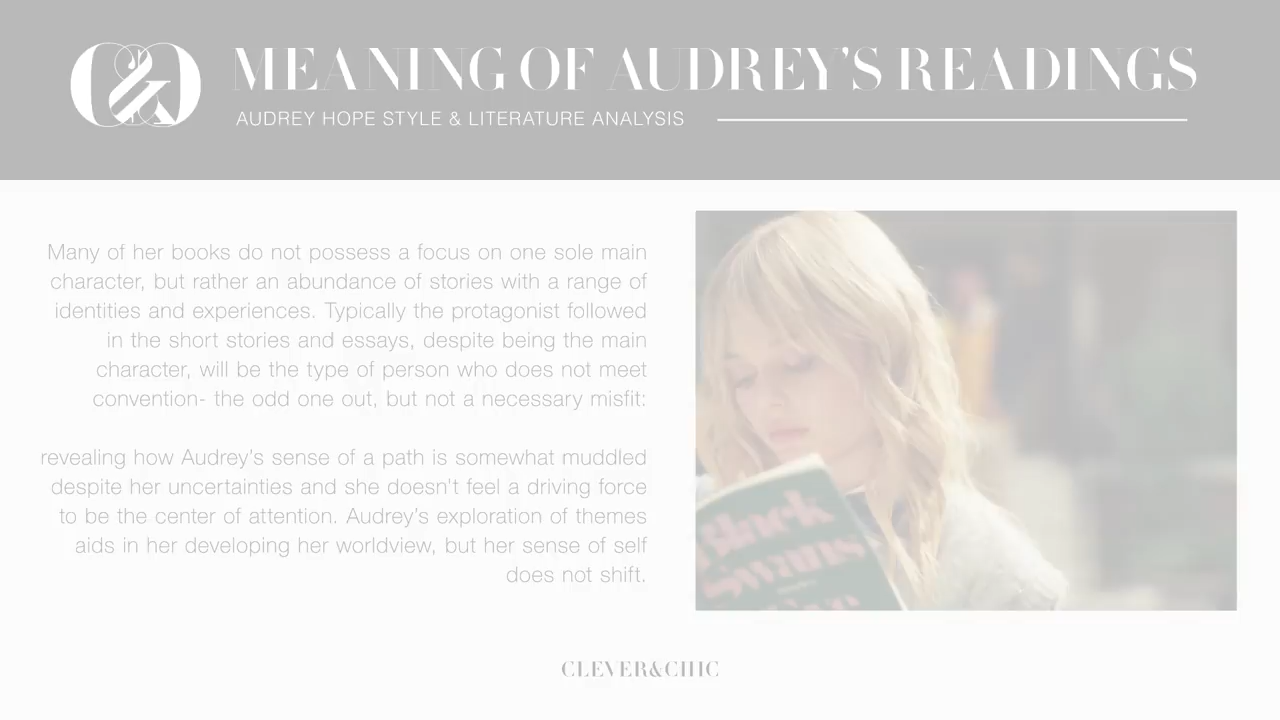 MEANING OF AUDREY'S READINGS
AUDREY HOPE STYLE & LITERATURE ANALYSIS
Many of her books do not possess a focus on one sole main
character, but rather an abundance of stories with a range of
identities and experiences. Typically the protagonist followed
in the short stories and essays, despite being the main
character, will be the type of person who does not meet
convention- the odd one out, but not a necessary misfit:
revealing how Audrey's sense of a path is somewhat muddled
despite her uncertainties and she doesn't feel a driving force
to be the center of attention. Audrey's exploration of themes
aids in her developing her worldview, but her sense of self
does not shift.
Black
Swans
CLEVER&CHIC